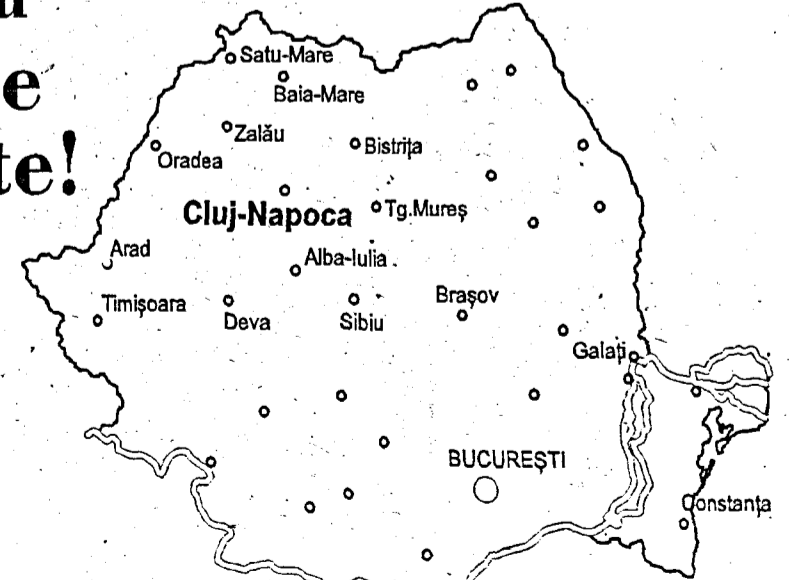 e
te!
Satu-Mare
Baia-Mare
Zalău
Oradea
Bistrița
Cluj-Napoca
Tg.Mureș
Arad
Alba-Iulia
Timișoara
Deva
Sibiu
Brașov
Galați
BUCUREȘTI
Constanța